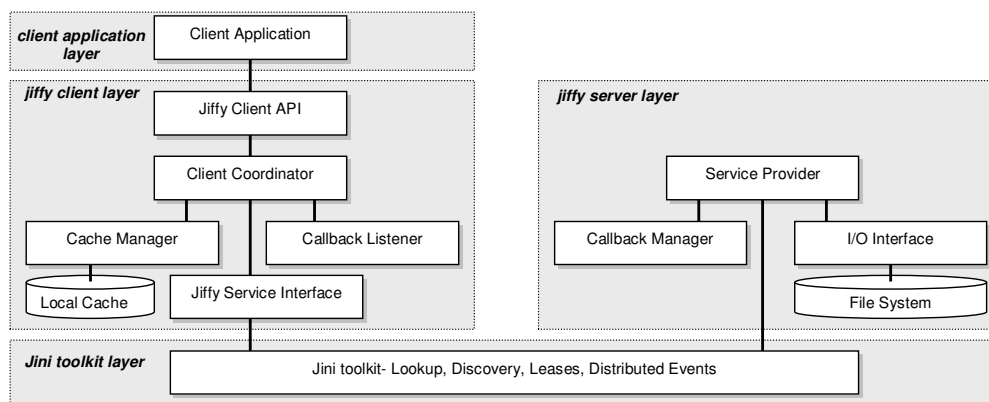 client application
layer
Client Application
jiffy client layer
Jiffy Client API
Client Coordinator
Cache Manager
Callback Listener
Local Cache
Jiffy Service Interface
jiffy server layer
Service Provider
Callback Manager
I/O Interface
File System
Jini toolkit layer
Jini toolkit- Lookup, Discovery, Leases, Distributed Events